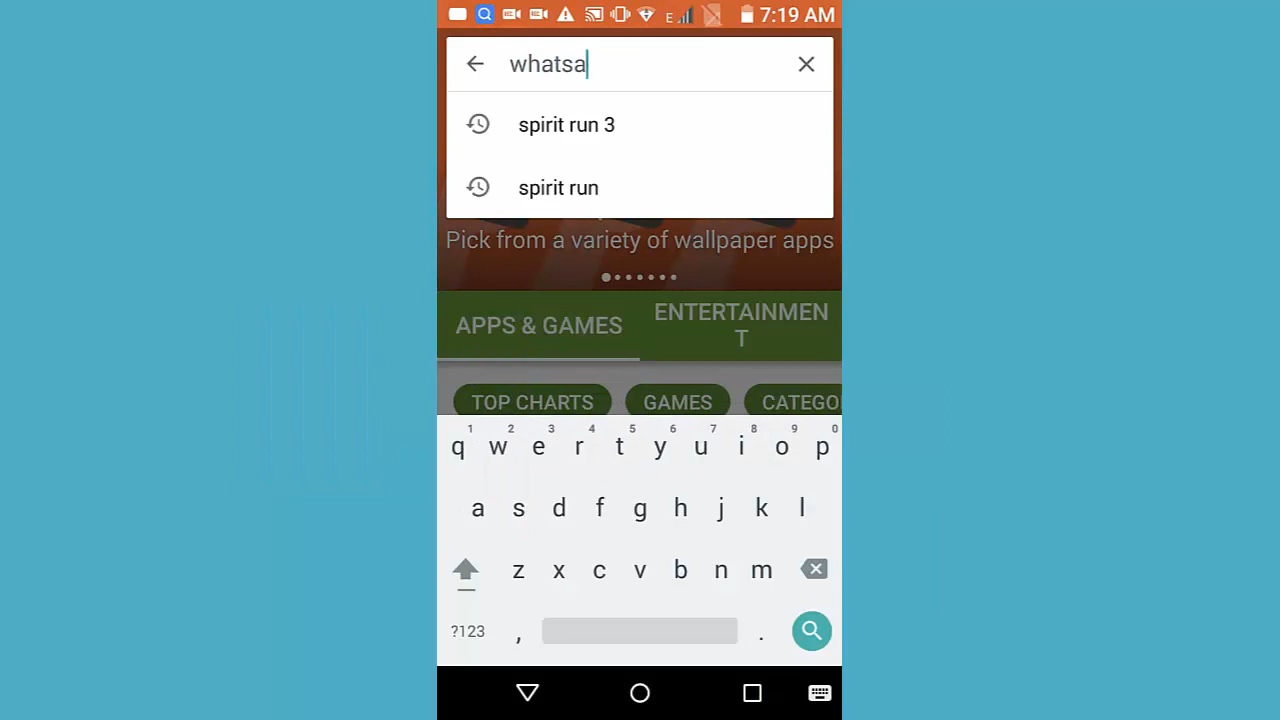 E 7:19 AM
whatsa
spirit run 3
spirit run
Pick from a variety of wallpaper apps
APPS & GAMES
ENTERTAINMEN
T
TOP CHARTS GAMES CATEGO
1 2 3 4 5 6 7 8 9 0
q w e r t y u i o p
a s d f g h j k l
z x c v b n m
?123 , .